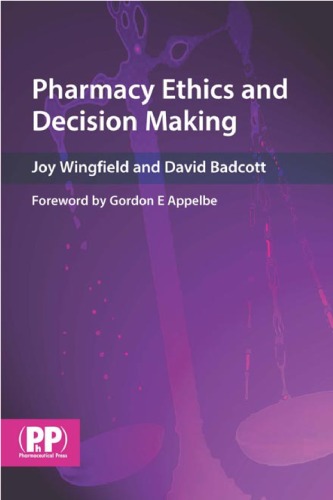 Pharmacy Ethics and
Decision Making
Joy Wingfield and David Badcott
Foreword by Gordon E Appelbe
(PhP)
Pharmaceutical Press